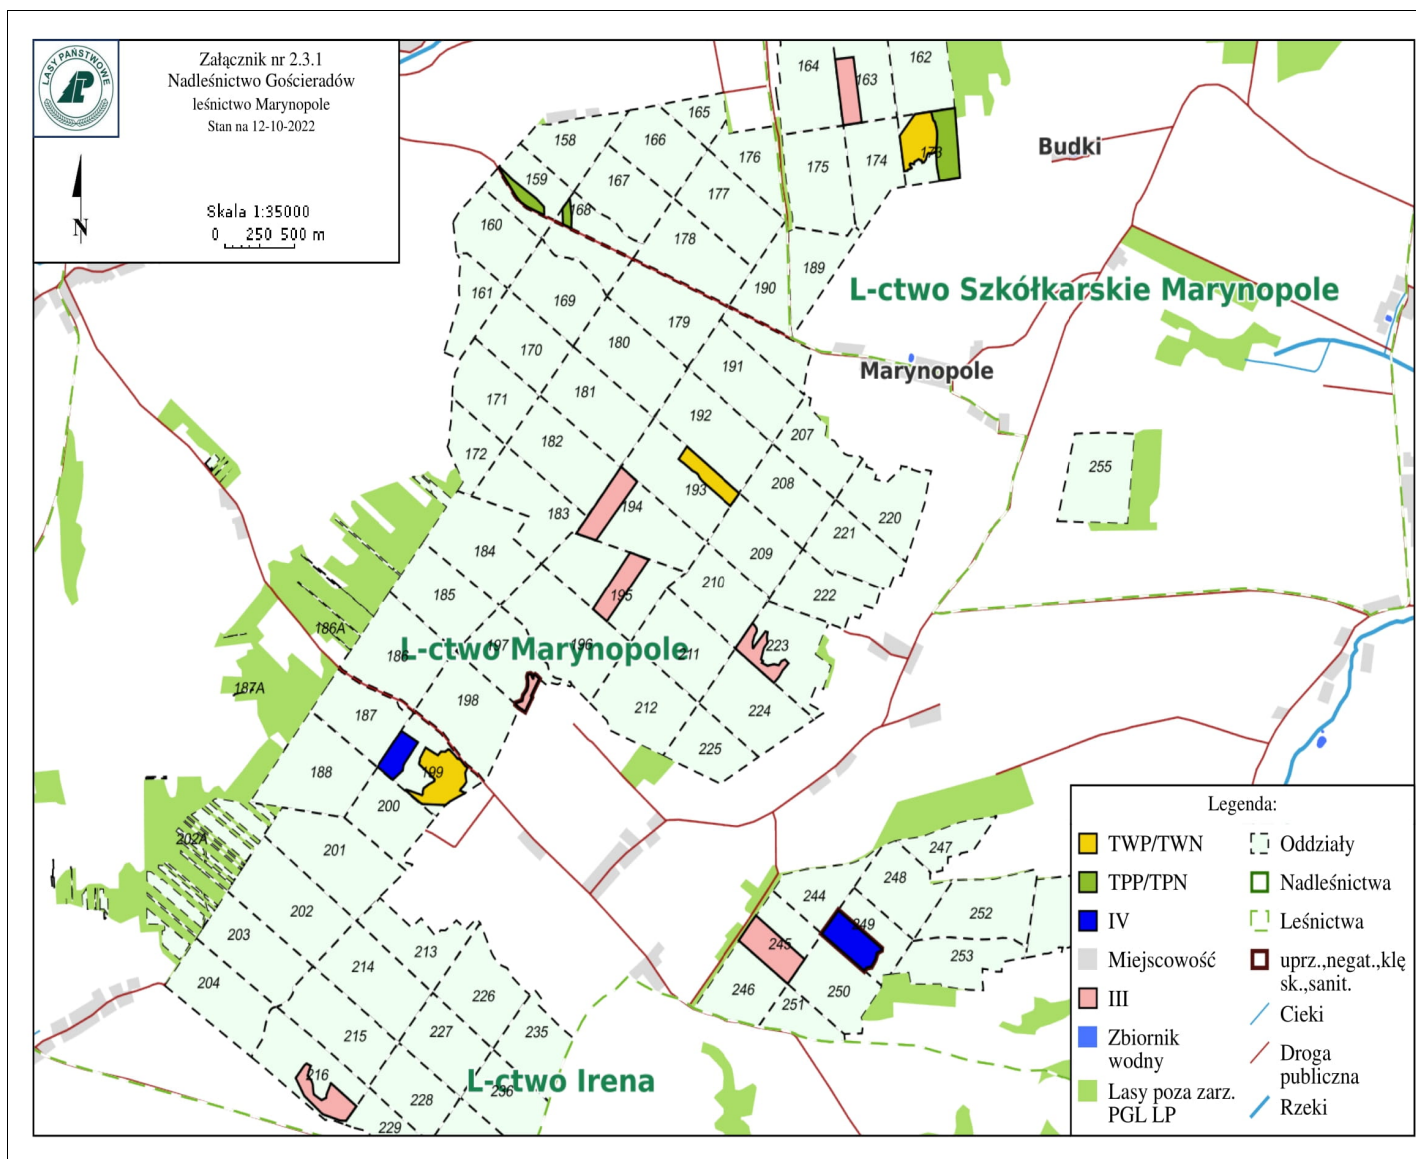 LASY PAŃSTWOWE
Załącznik nr 2.3.1
Nadleśnictwo Gościeradów
leśnictwo Marynopole
Stan na 12-10-2022
N
Skala 1:35000
0 250 500 m
164
163
162
165
158
166
176
175
174
173
159
167
177
168
160
178
189
190
161
169
179
180
170
191
181
171
192
182
207
172
193
208
194
183
221
220
184
209
210
185
195
222
186A
186
197
196
211
223
187A
198
187
212
224
225
188
199
200
202A
201
202
203
204
213
214
226
215
227
235
216
228
236
229
255
247
248
244
252
249
245
253
246
250
251
Budki
L-ctwo Szkółkarskie Marynopole
Marynopole
L-ctwo Marynopole
L-ctwo Irena
Legenda:
TWP/TWN
TPP/TPN
IV
Miejscowość
III
Zbiornik
wodny
Lasy poza zarz.
PGL LP
Oddziały
Nadleśnictwa
Leśnictwa
uprz.,negat.,klę
sk.,sanit.
Cieki
Droga
publiczna
Rzeki